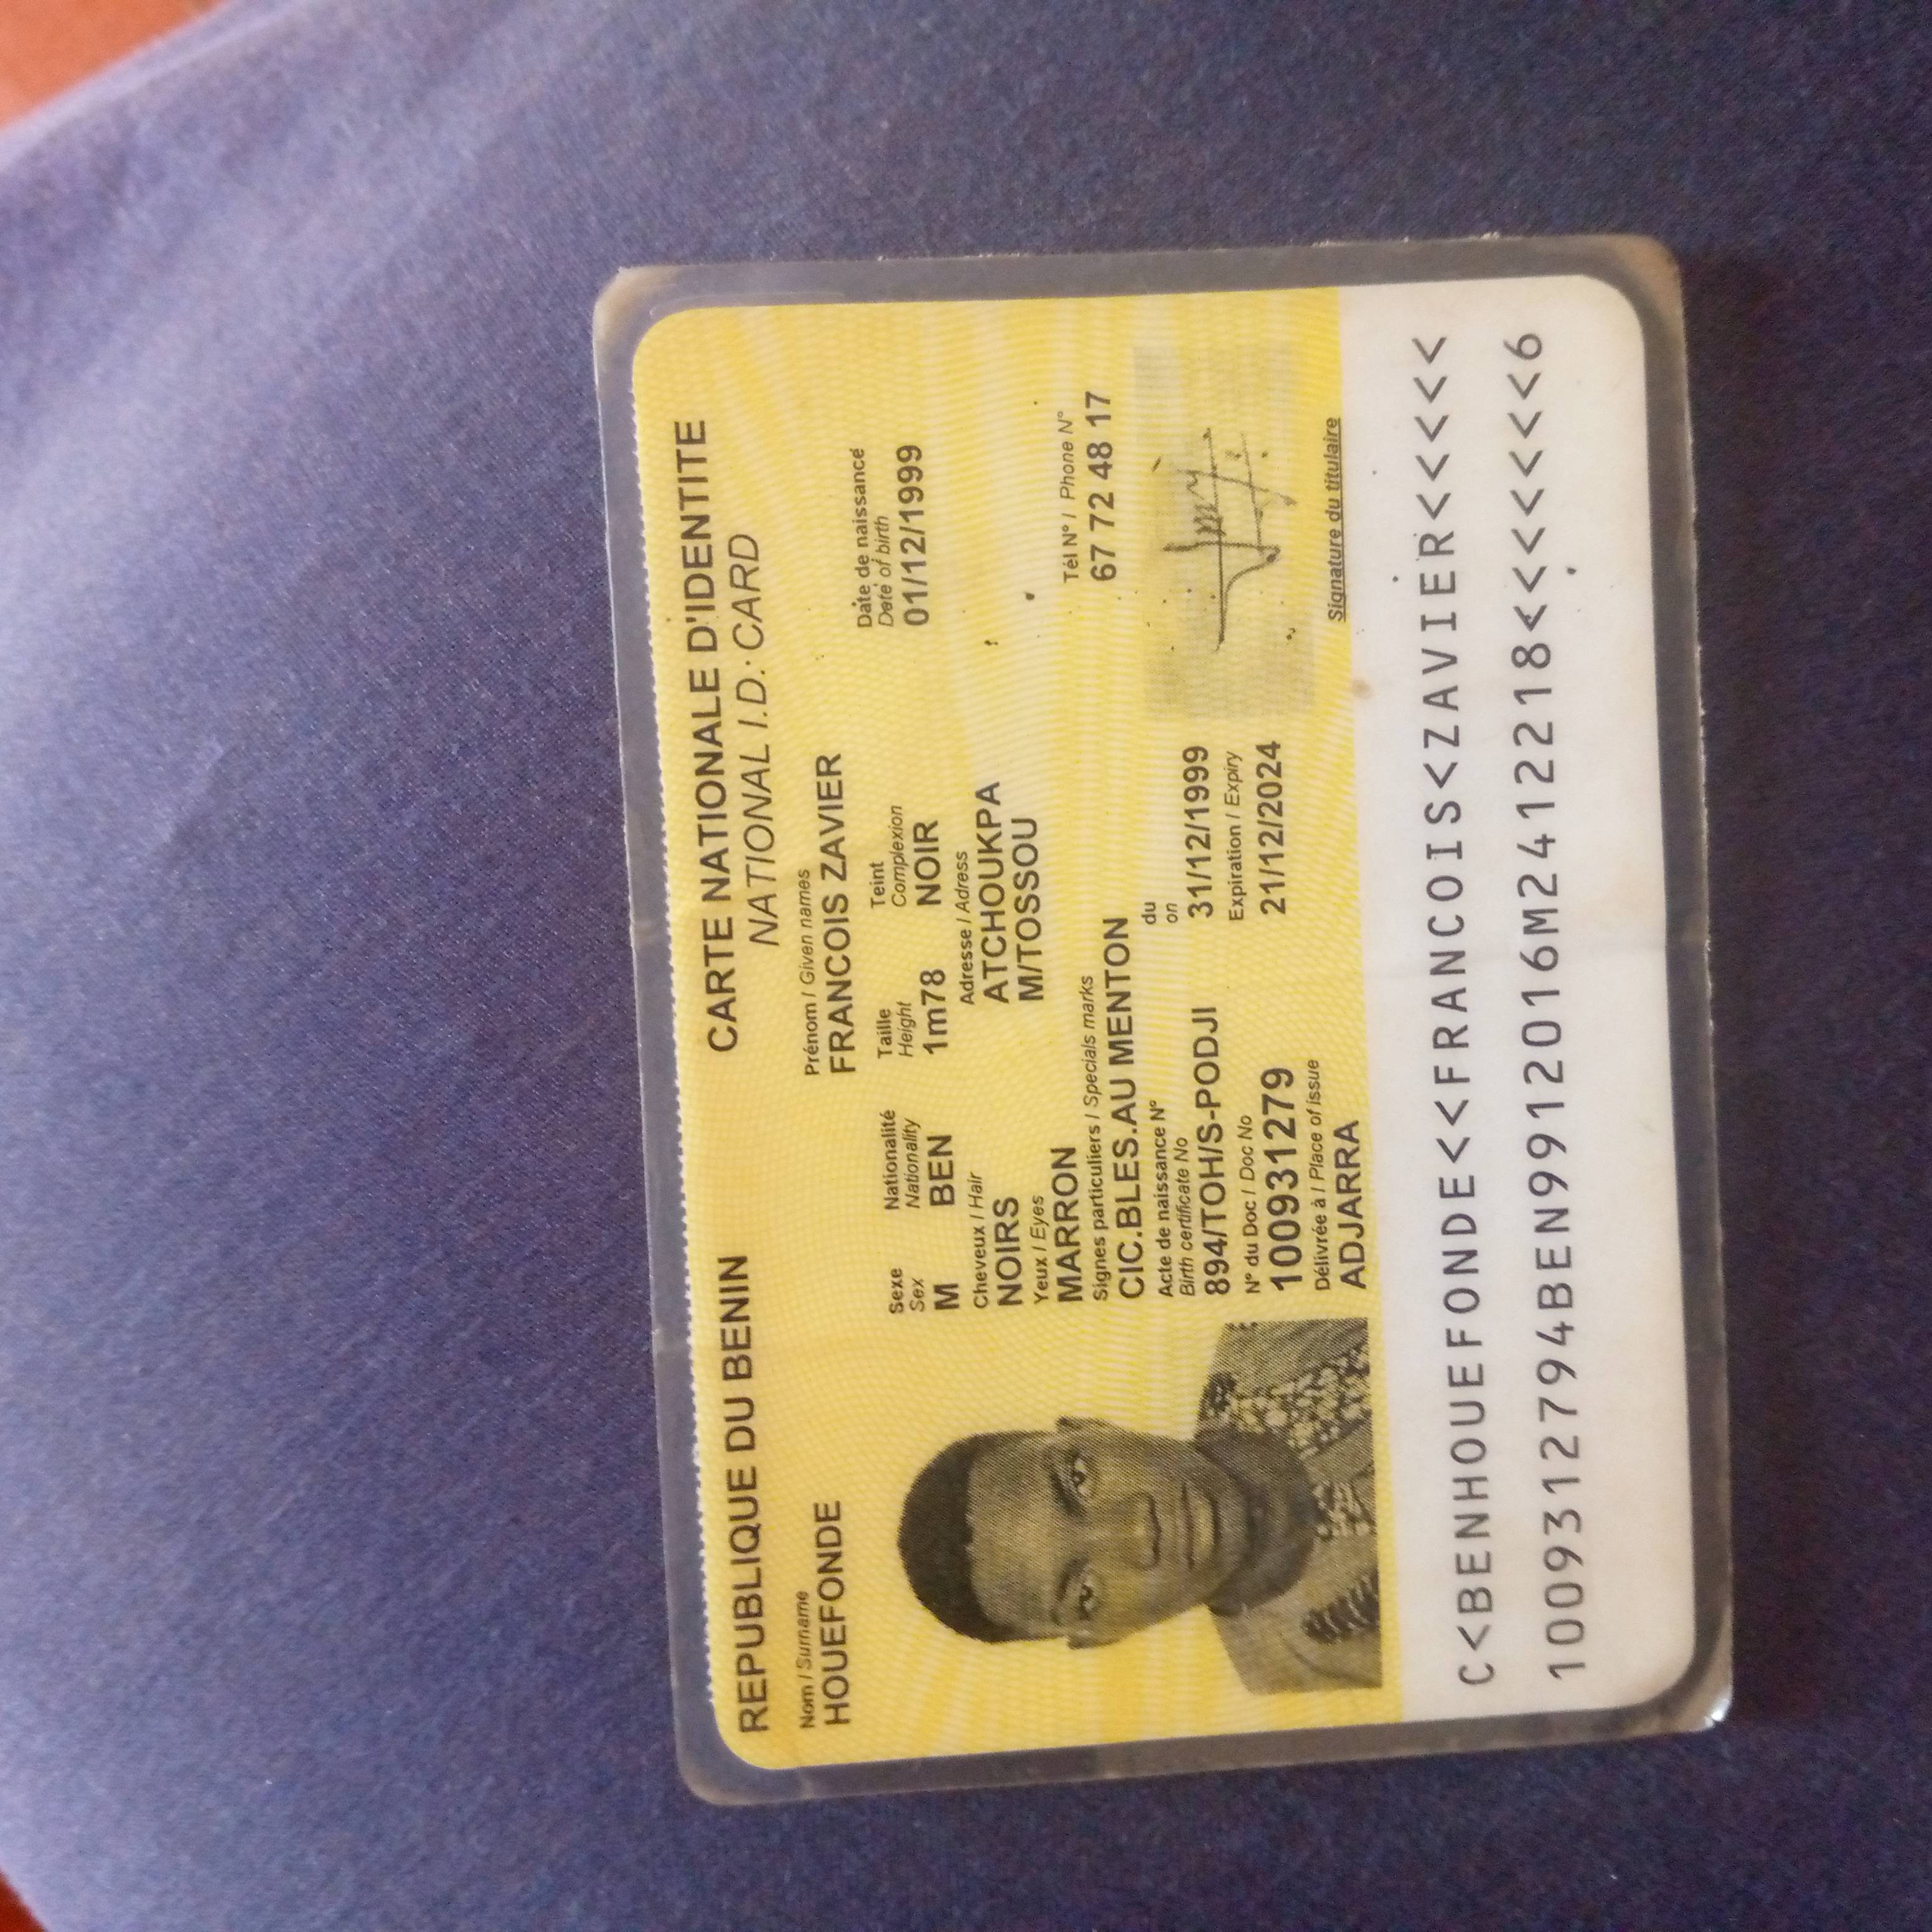 REPUBLIQUE DU BENIN
CARTE NATIONALE D'IDENTITE
NATIONAL I.D. CARD
Nom / Surname
HOUEFONDE
Prénom / Given names
FRANCOIS ZAVIER
Sexe
Sex
M
Nationalité
Nationality
BEN
Taille
Height
1m78
Teint
Complexion
NOIR
Date de naissance
Date of birth
01/12/1999
Cheveux / Hair
NOIRS
Adresse / Adress
ATCHOUKPA
M/TOSSOU
Yeux / Eyes
MARRON
Signes particuliers / Specials marks
CIC.BLES.AU MENTON
Tél N° / Phone N°
67 72 48 17
Acte de naissance N°
Birth certificate No
894/TOH/S-PODJI
du
on
31/12/1999
N° du Doc / Doc No
100931279
Expiration / Expiry
21/12/2024
Délivrée à / Place of issue
ADJARRA
Signature du titulaire
C<BENHOUEFONDE<<FRANCOIS<ZAVIER<<<<<<
1009312794BEN9912016M2412218<<<<<<<6